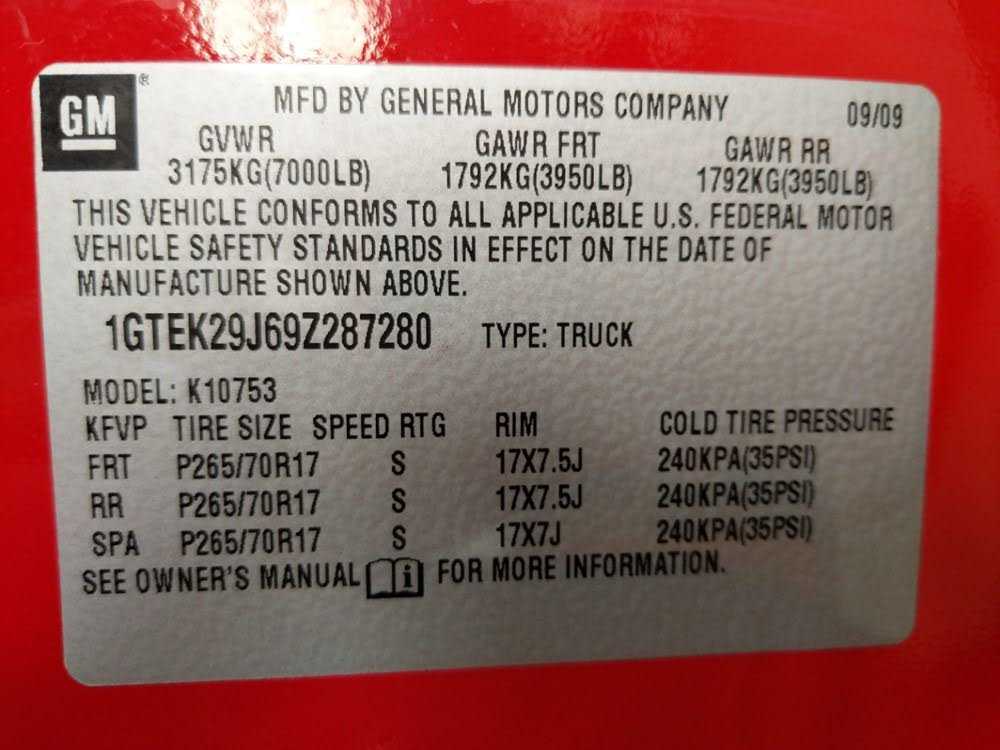 GM ®
MFD BY GENERAL MOTORS COMPANY 09/09
GVWR GAWR FRT GAWR RR
3175KG(7000LB) 1792KG(3950LB) 1792KG(3950LB)
THIS VEHICLE CONFORMS TO ALL APPLICABLE U.S. FEDERAL MOTOR
VEHICLE SAFETY STANDARDS IN EFFECT ON THE DATE OF
MANUFACTURE SHOWN ABOVE.
1GTEK29J69Z287280 TYPE: TRUCK
MODEL: K10753
KFVP TIRE SIZE SPEED RTG RIM COLD TIRE PRESSURE
FRT P265/70R17 S 17X7.5J 240KPA(35PSI)
RR P265/70R17 S 17X7.5J 240KPA(35PSI)
SPA P265/70R17 S 17X7J 240KPA(35PSI)
SEE OWNER'S MANUAL i FOR MORE INFORMATION.